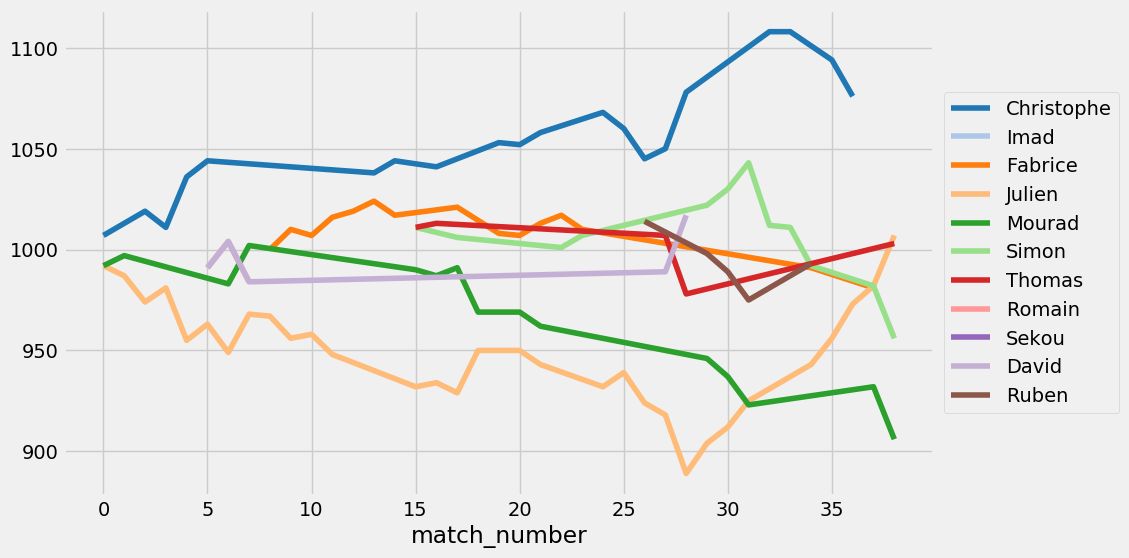 1100
1050
1000
950
900
0 5 10 15 20 25 30 35
match_number
Christophe
Imad
Fabrice
Julien
Mourad
Simon
Thomas
Romain
Sekou
David
Ruben